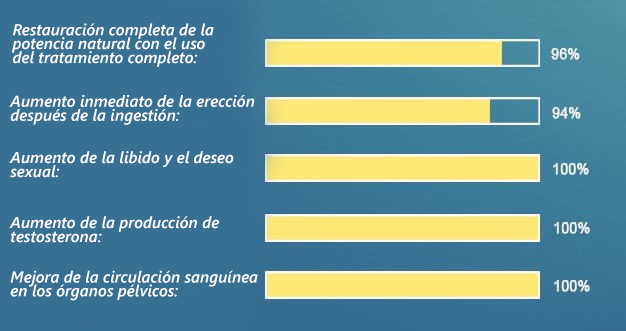 Restauración completa de la
potencia natural con el uso
del tratamiento completo:
96%
Aumento inmediato de la erección
después de la ingestión:
94%
Aumento de la libido y el deseo
sexual:
100%
Aumento de la producción de
testosterona:
100%
Mejora de la circulación sanguínea
en los órganos pélvicos:
100%